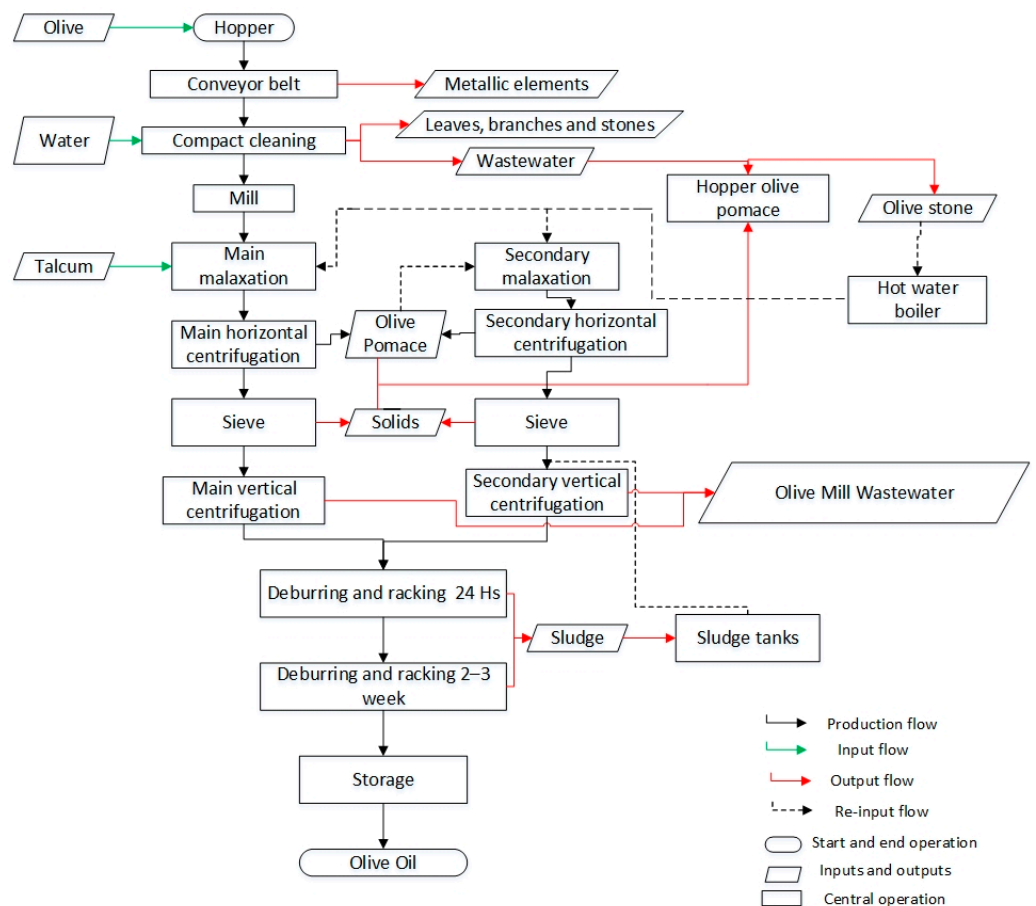 Olive
Hopper
Conveyor belt
Metallic elements
Water
Compact cleaning
Leaves, branches and stones
Wastewater
Mill
Hopper olive
pomace
Olive stone
Talcum
Main
malaxation
Secondary
malaxation
Hot water
boiler
Main horizontal
centrifugation
Olive
Pomace
Secondary horizontal
centrifugation
Sieve
Solids
Sieve
Main vertical
centrifugation
Secondary vertical
centrifugation
Olive Mill Wastewater
Deburring and racking 24 Hs
Sludge
Sludge tanks
Deburring and racking 2–3
week
Storage
Olive Oil
Production flow
Input flow
Output flow
Re-input flow
Start and end operation
Inputs and outputs
Central operation